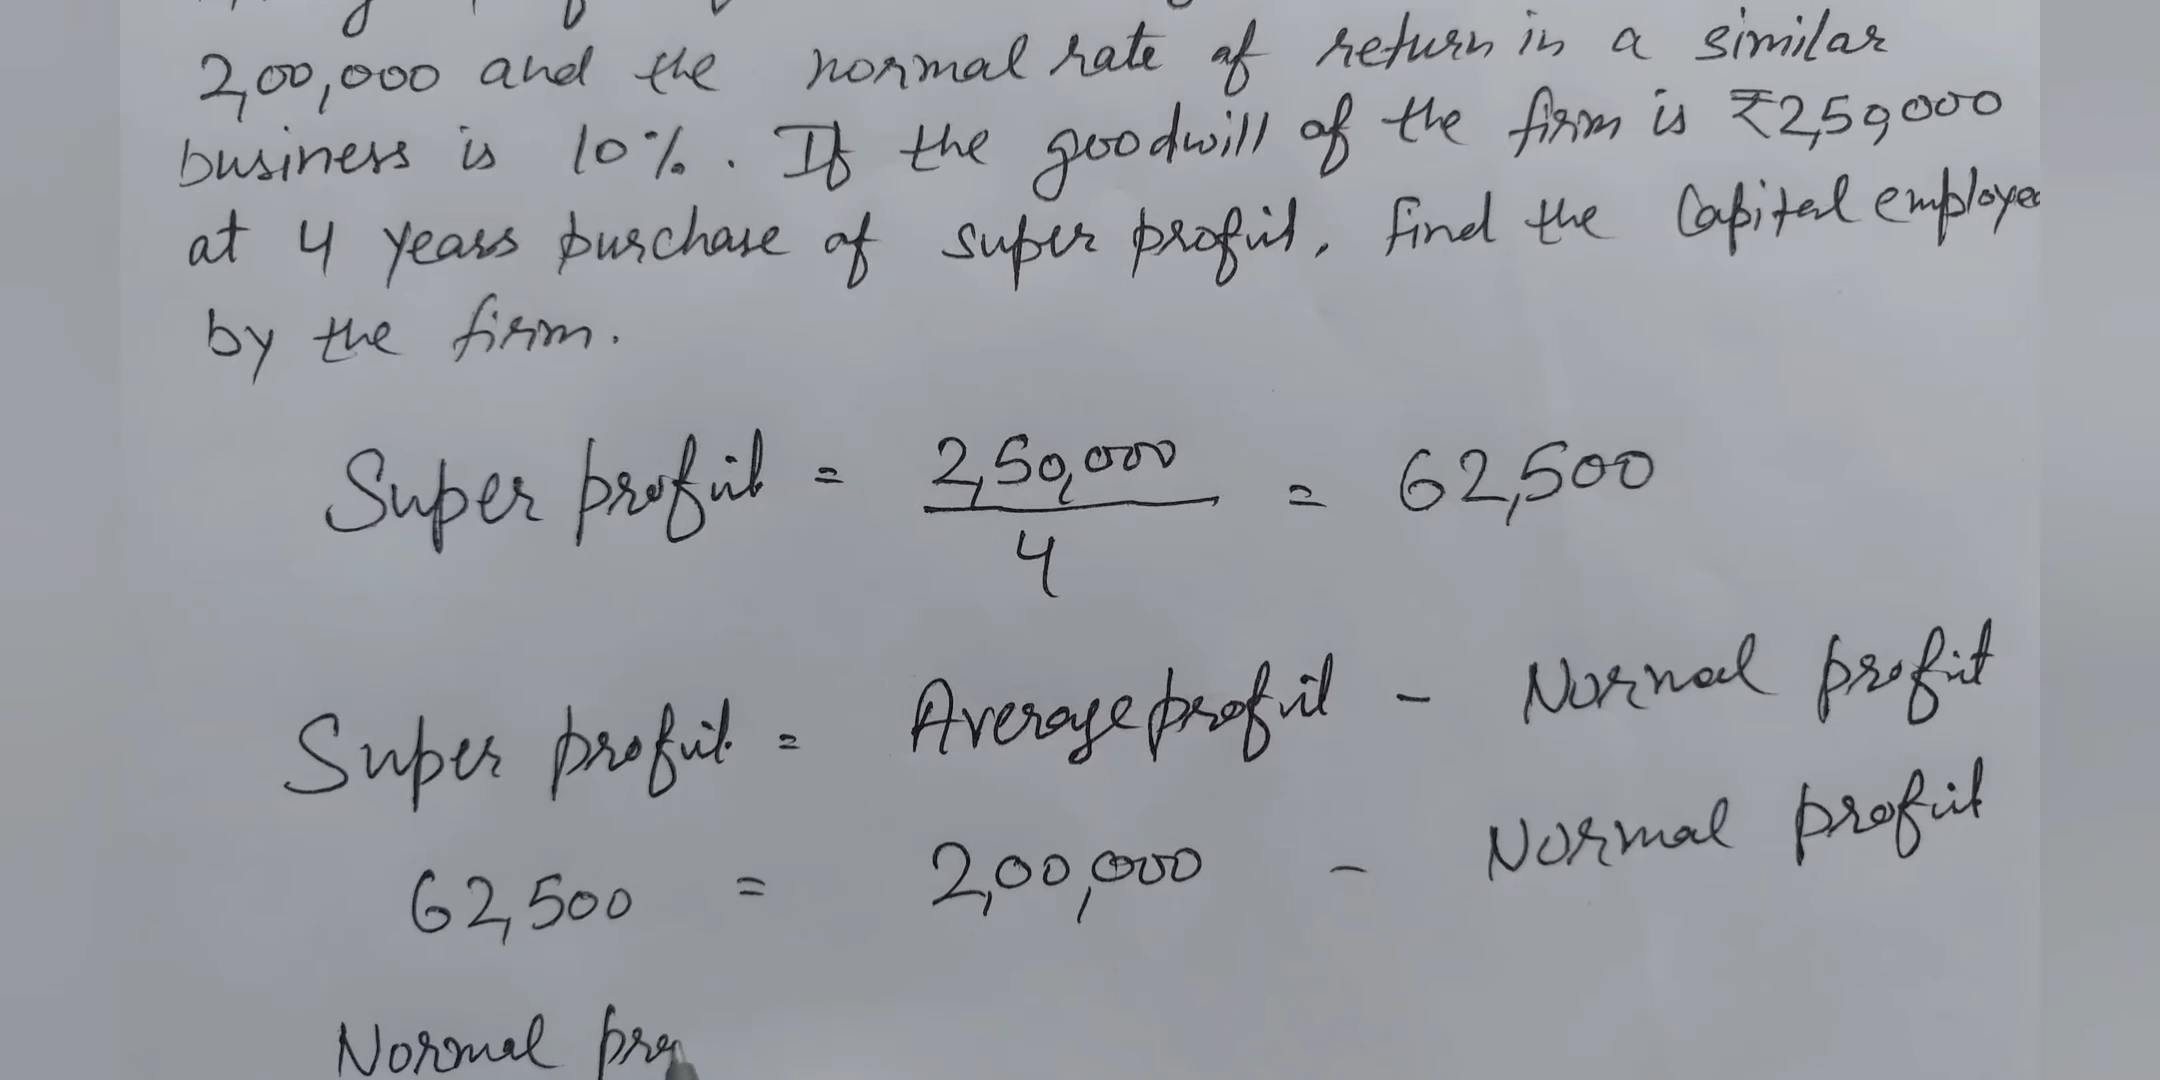 2,00,000 and the normal rate of return in a similar
business is 10%. If the goodwill of the firm is ₹2,50,000
at 4 years purchase of super profit, find the Capital employe
by the firm.
Super profit = 2,50,000 / 4 = 62,500
Super profit = Average profit - Normal profit
62,500 = 2,00,000 - Normal profit
Normal pro